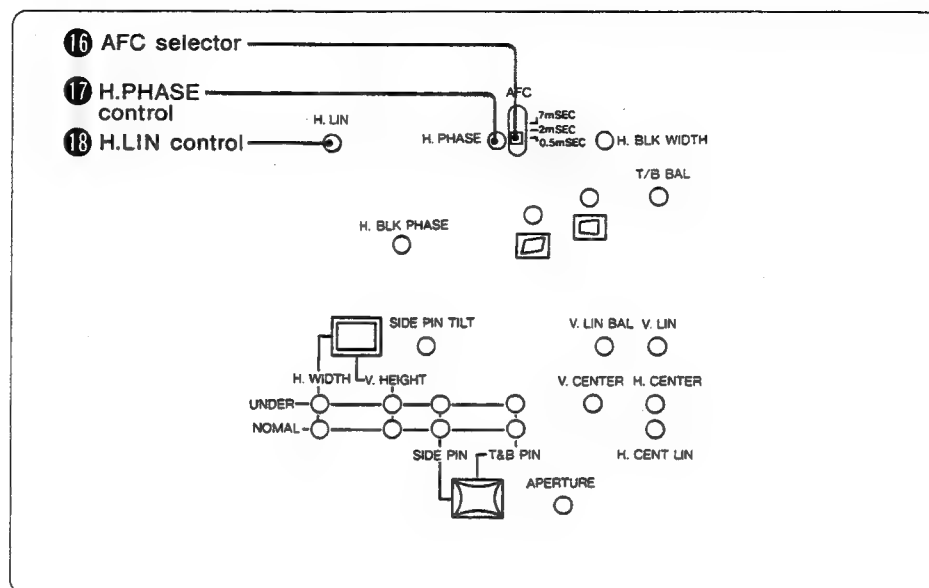 16 AFC selector
17 H.PHASE
control
18 H.LIN control
AFC
7mSEC
2mSEC
0.5mSEC
H. LIN
H. PHASE
H. BLK WIDTH
T/B BAL
H. BLK PHASE
SIDE PIN TILT
V. LIN BAL
V. LIN
H. WIDTH
V. HEIGHT
V. CENTER
H. CENTER
UNDER
NOMAL
SIDE PIN
T&B PIN
H. CENT LIN
APERTURE